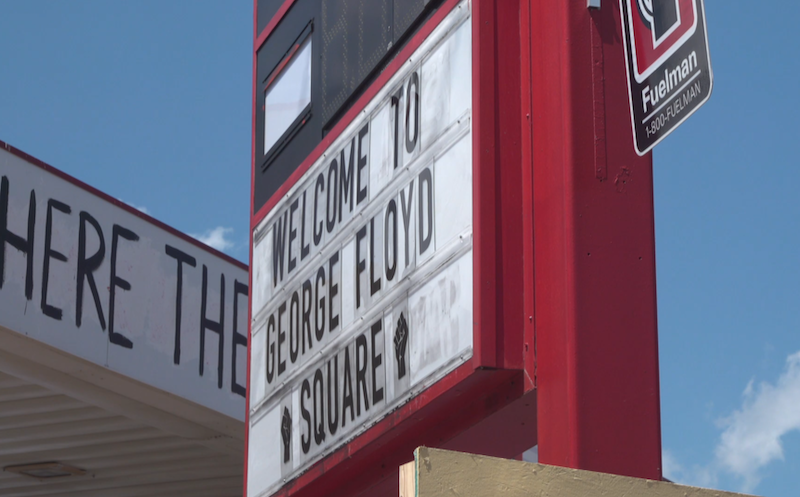 WELCOME TO
GEORGE FLOYD
SQUARE
HERE THE
Fuelman
1-800-FUELMAN